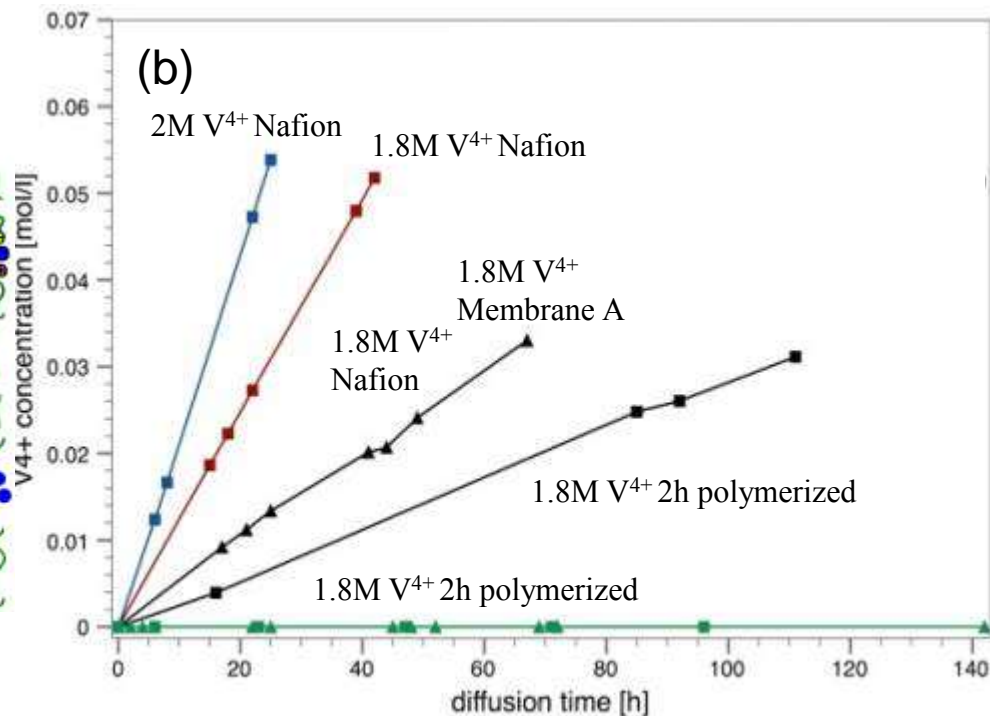 0.07
(b)
0.06
2M V⁴⁺ Nafion
1.8M V⁴⁺ Nafion
0.05
V4+ concentration [mol/l]
0.04
1.8M V⁴⁺
Membrane A
1.8M V⁴⁺
Nafion
0.03
0.02
1.8M V⁴⁺ 2h polymerized
0.01
1.8M V⁴⁺ 2h polymerized
0
0 20 40 60 80 100 120 140
diffusion time [h]